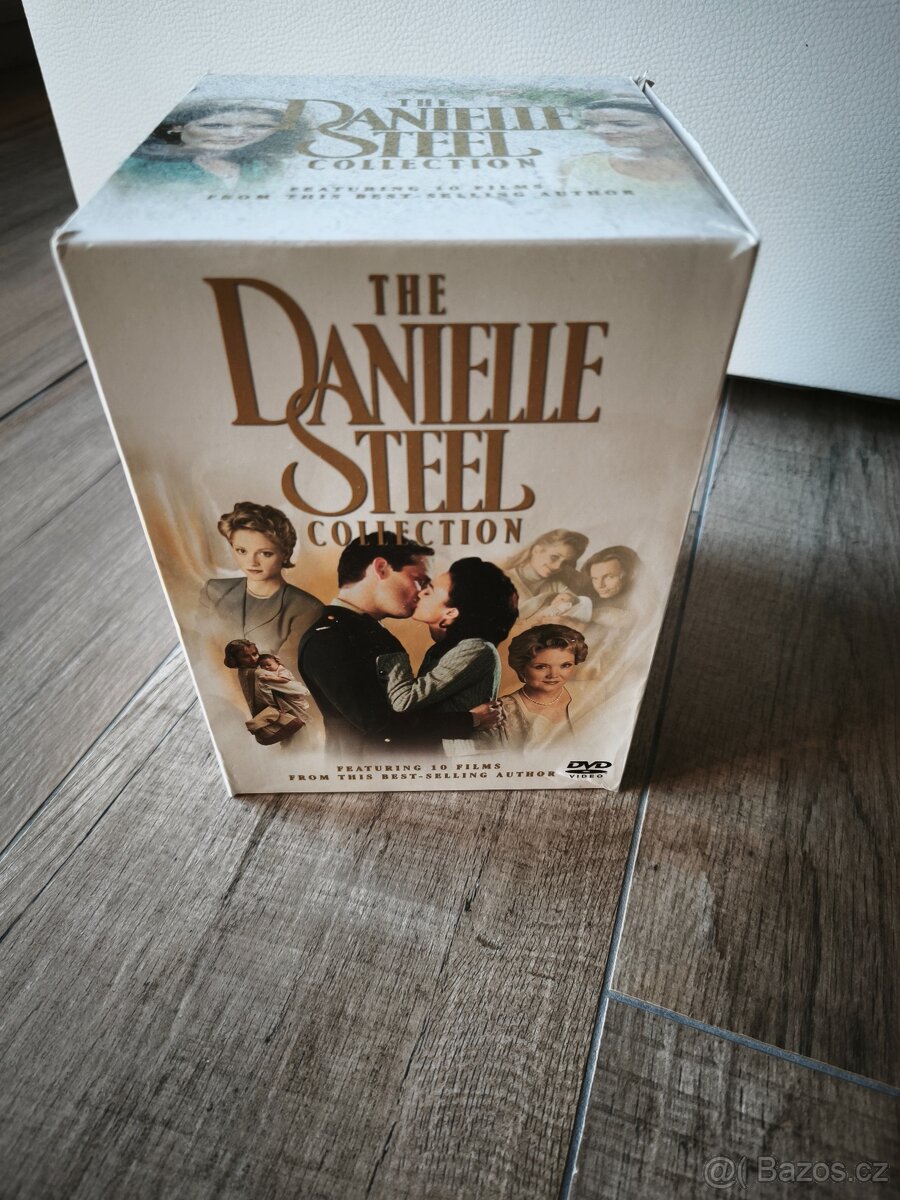 THE
DANIELLE
STEEL
COLLECTION
FEATURING 10 FILMS
FROM THIS BEST-SELLING AUTHOR
THE
DANIELLE
STEEL
COLLECTION
FEATURING 10 FILMS
FROM THIS BEST-SELLING AUTHOR
DVD
VIDEO
@( Bazos.cz